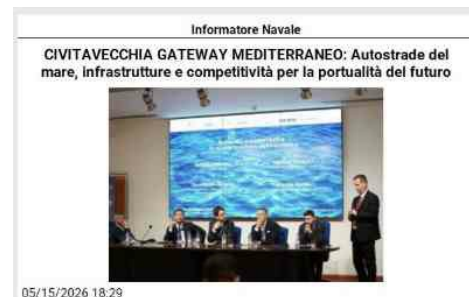 Informatore Navale
CIVITAVECCHIA GATEWAY MEDITERRANEO: Autostrade del
mare, infrastrutture e competitività per la portualità del futuro
05/15/2026 18:29